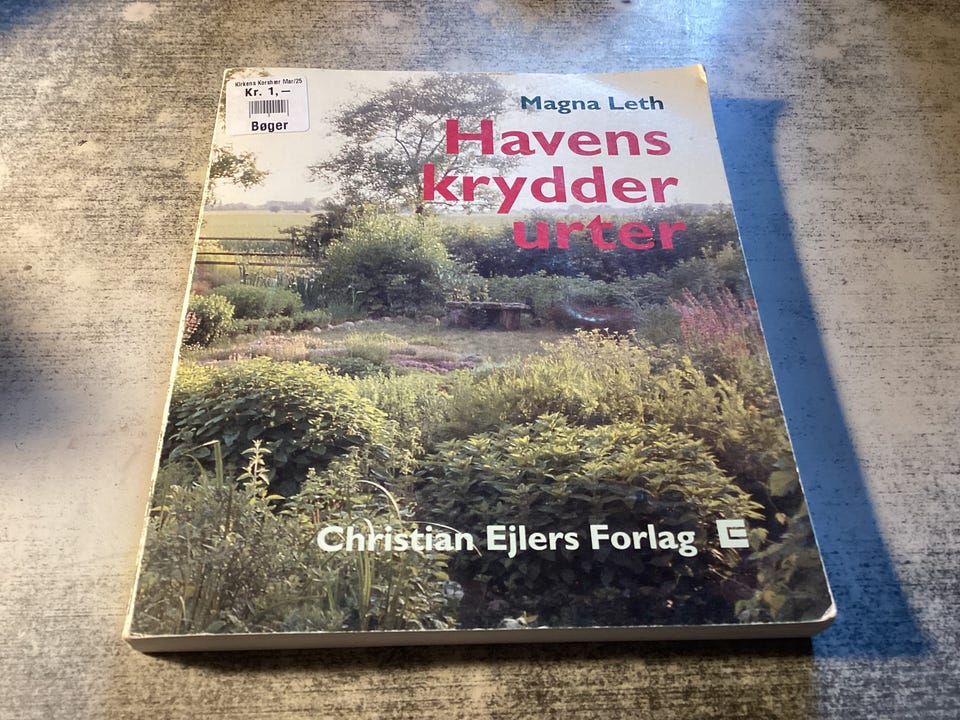 Kirkens Korshær Mar/25
Kr. 1,—
Bøger
Magna Leth
Havens
krydder
urter
Christian Ejlers Forlag E